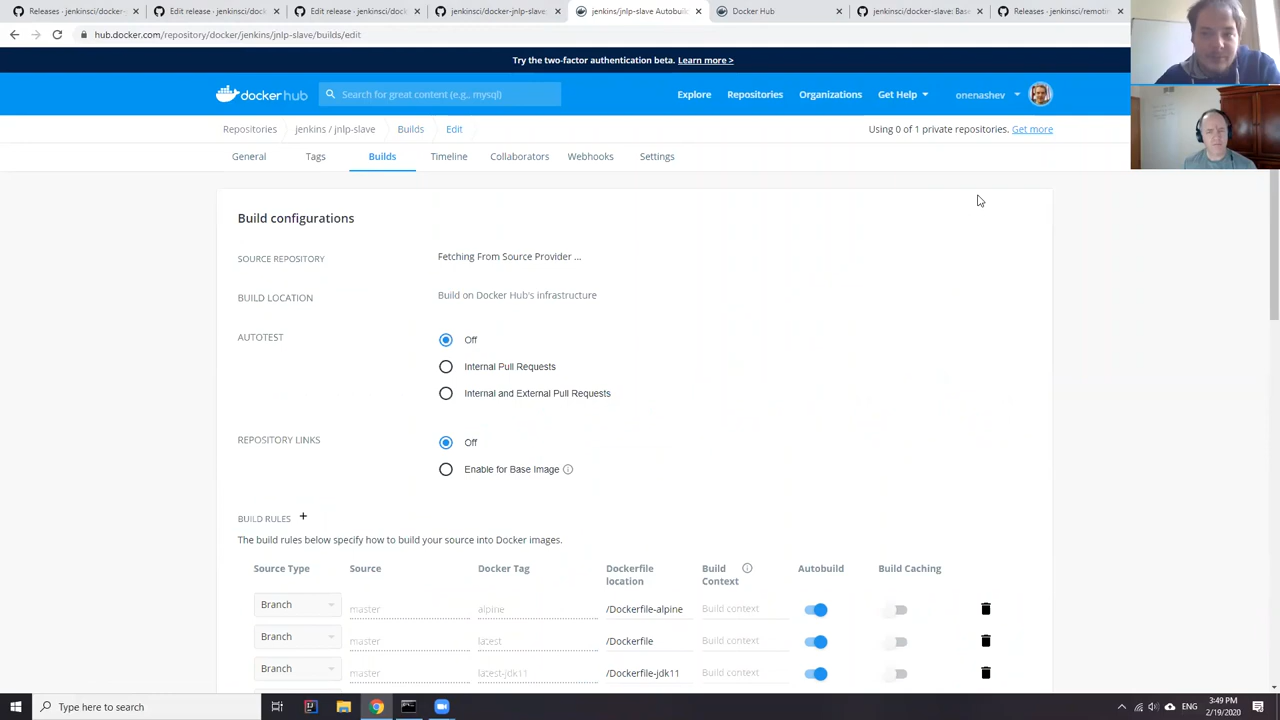 Releases · jenkinsci/docker-
Edit release · jenkinsci/docker-
Edit release · jenkinsci/docker-
jenkinsci/docker-jnlp-slave:
jenkins/jnlp-slave Autobuil
Docker Hub
jenkinsci/docker-slave: Bas
Releases · jenkinsci/remoti
hub.docker.com/repository/docker/jenkins/jnlp-slave/builds/edit
Try the two-factor authentication beta. Learn more >
dockerhub
Search for great content (e.g., mysql)
Explore
Repositories
Organizations
Get Help
onenashev
Repositories
jenkins / jnlp-slave
Builds
Edit
Using 0 of 1 private repositories. Get more
General
Tags
Builds
Timeline
Collaborators
Webhooks
Settings
Build configurations
SOURCE REPOSITORY
Fetching From Source Provider ...
BUILD LOCATION
Build on Docker Hub's infrastructure
AUTOTEST
Off
Internal Pull Requests
Internal and External Pull Requests
REPOSITORY LINKS
Off
Enable for Base Image
BUILD RULES +
The build rules below specify how to build your source into Docker images.
Source Type
Source
Docker Tag
Dockerfile location
Build Context
Autobuild
Build Caching
Branch
master
alpine
/Dockerfile-alpine
Build context
Branch
master
latest
/Dockerfile
Build context
Branch
master
latest-jdk11
/Dockerfile-jdk11
Build context
Type here to search
3:49 PM
2/19/2020